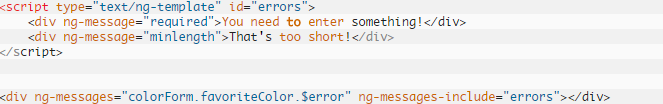 <script type="text/ng-template" id="errors">
    <div ng-message="required">You need to enter something!</div>
    <div ng-message="minlength">That's too short!</div>
</script>
<div ng-messages="colorForm.favoriteColor.$error" ng-messages-include="errors"></div>